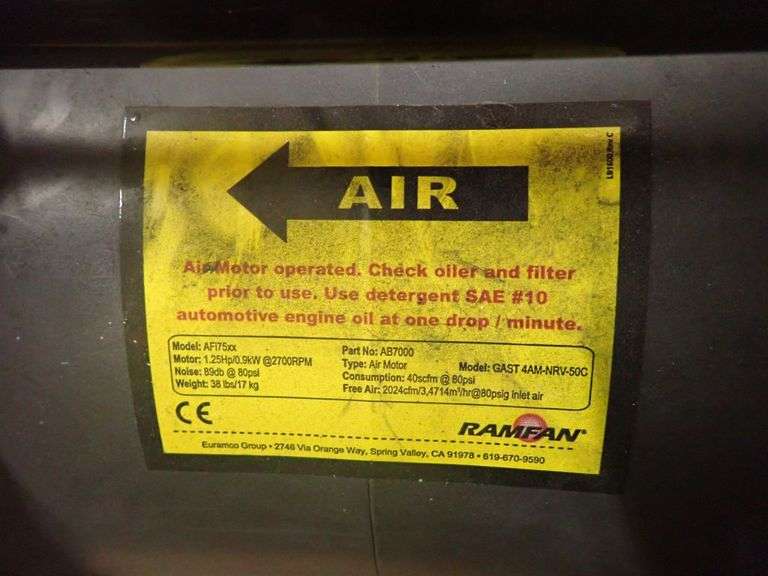 AIR
LB1600 Rev C
Air Motor operated. Check oiler and filter
prior to use. Use detergent SAE #10
automotive engine oil at one drop / minute.
Model: AFI75xx
Motor: 1.25Hp/0.9kW @2700RPM
Noise: 89db @ 80psi
Weight: 38 lbs/17 kg
Part No: AB7000
Type: Air Motor Model: GAST 4AM-NRV-50C
Consumption: 40scfm @ 80psi
Free Air: 2024cfm/3,4714m³/hr@80psig inlet air
CE
RAMFAN®
Euramco Group • 2746 Via Orange Way, Spring Valley, CA 91978 • 619-670-9590